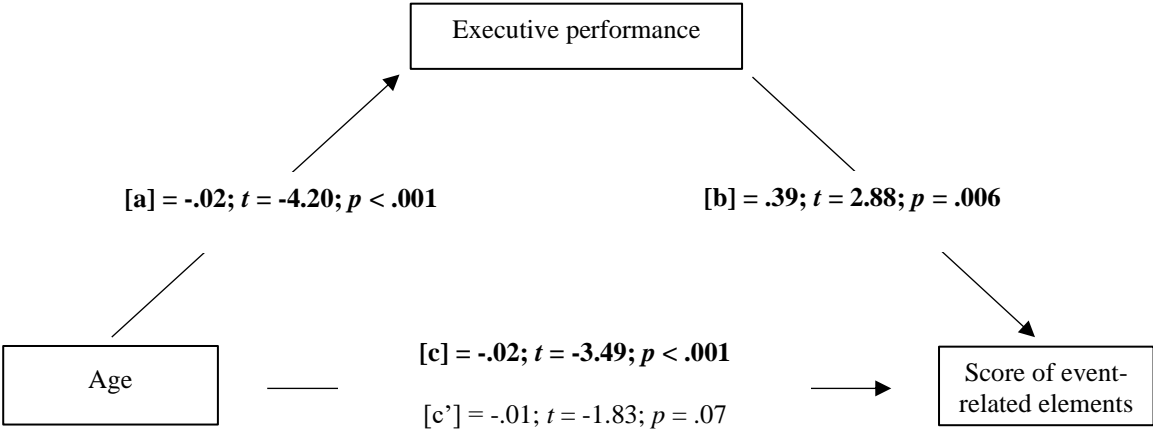 Executive performance
[a] = -.02; t = -4.20; p < .001
[b] = .39; t = 2.88; p = .006
Age
[c] = -.02; t = -3.49; p < .001
[c’] = -.01; t = -1.83; p = .07
Score of event-
related elements